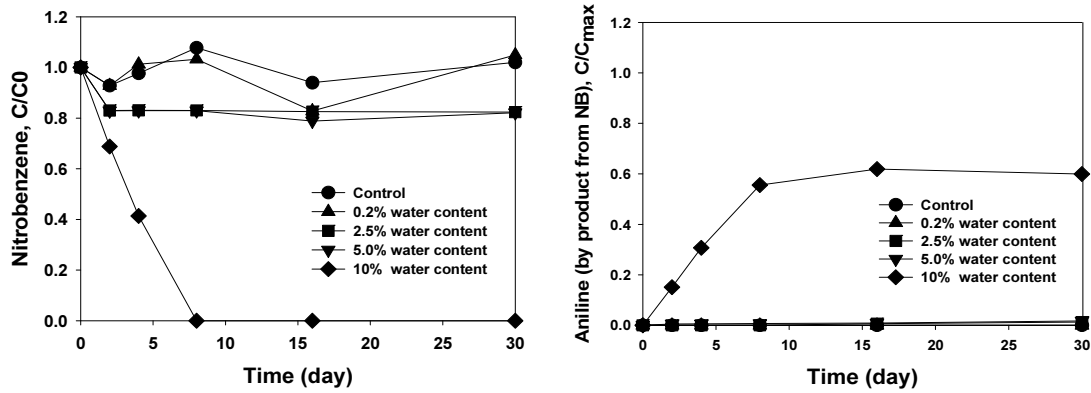 Nitrobenzene, C/C0
1.2
1.0
0.8
0.6
0.4
0.2
0.0
Control
0.2% water content
2.5% water content
5.0% water content
10% water content
0 5 10 15 20 25 30
Time (day)
Aniline (by product from NB), C/Cmax
1.2
1.0
0.8
0.6
0.4
0.2
0.0
Control
0.2% water content
2.5% water content
5.0% water content
10% water content
0 5 10 15 20 25 30
Time (day)